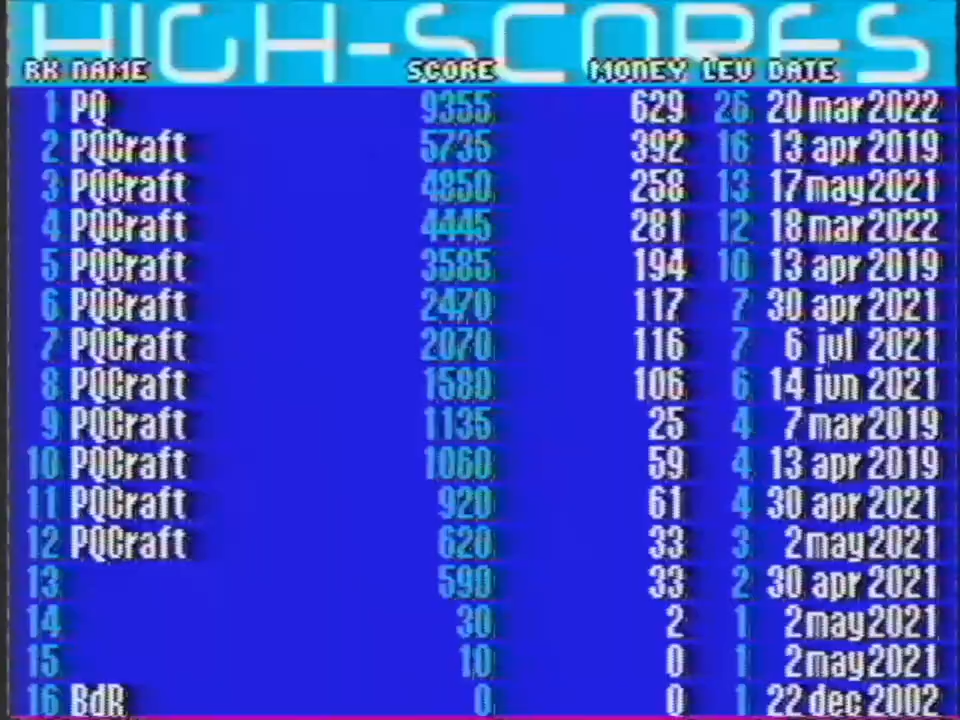 HIGH-SCORES
RK NAME SCORE MONEY LEV DATE
1 PQ 9355 629 26 20 mar 2022
2 PQCraft 5735 392 16 13 apr 2019
3 PQCraft 4850 258 13 17 may 2021
4 PQCraft 4445 281 12 18 mar 2022
5 PQCraft 3585 194 10 13 apr 2019
6 PQCraft 2470 117 7 30 apr 2021
7 PQCraft 2070 116 7 6 jul 2021
8 PQCraft 1580 106 6 14 jun 2021
9 PQCraft 1135 25 4 7 mar 2019
10 PQCraft 1060 59 4 13 apr 2019
11 PQCraft 920 61 4 30 apr 2021
12 PQCraft 620 33 3 2 may 2021
13 590 33 2 30 apr 2021
14 30 2 1 2 may 2021
15 10 0 1 2 may 2021
16 BdR 0 0 1 22 dec 2002